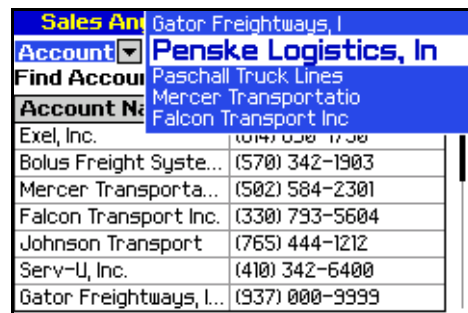 Sales An
Gator Freightways, I
Account
Penske Logistics, In
Find Accoun
Paschall Truck Lines
Mercer Transportatio
Account Na
Falcon Transport Inc
Exel, Inc.
Bolus Freight Syste... (570) 342-1903
Mercer Transporta... (502) 584-2301
Falcon Transport Inc. (330) 793-5604
Johnson Transport (765) 444-1212
Serv-U, Inc. (410) 342-6400
Gator Freightways, I... (937) 000-9999